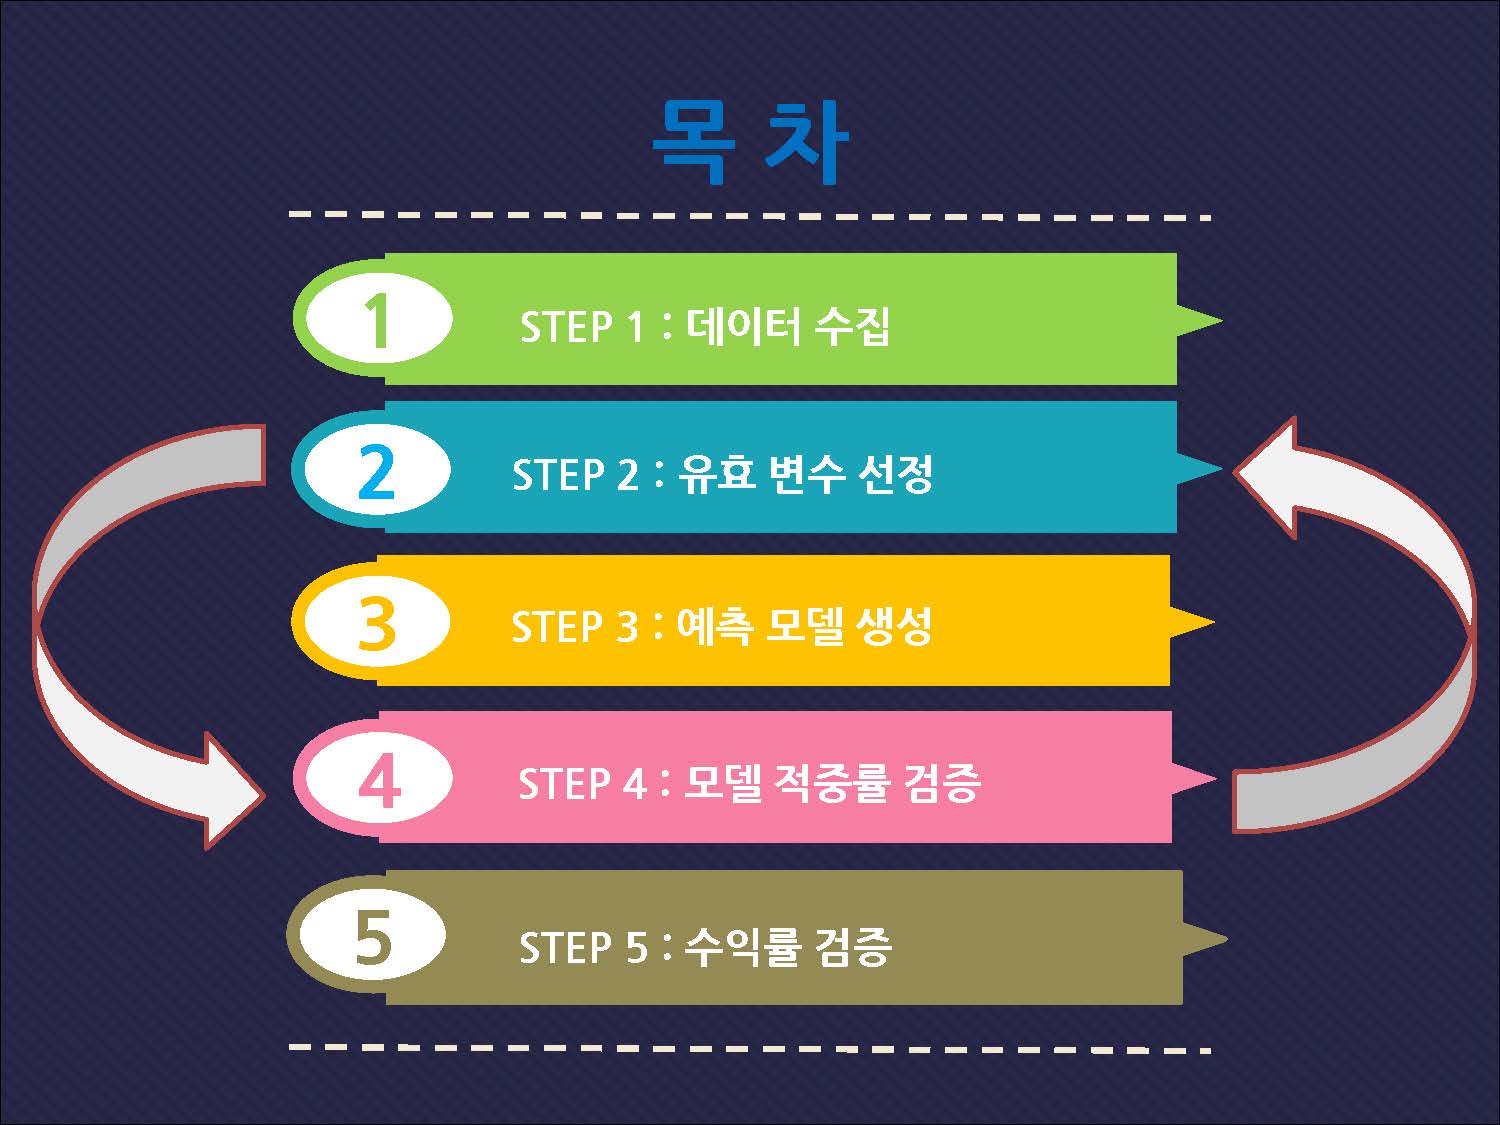 목 차
1
STEP 1 : 데이터 수집
2
STEP 2 : 유효 변수 선정
3
STEP 3 : 예측 모델 생성
4
STEP 4 : 모델 적중률 검증
5
STEP 5 : 수익률 검증